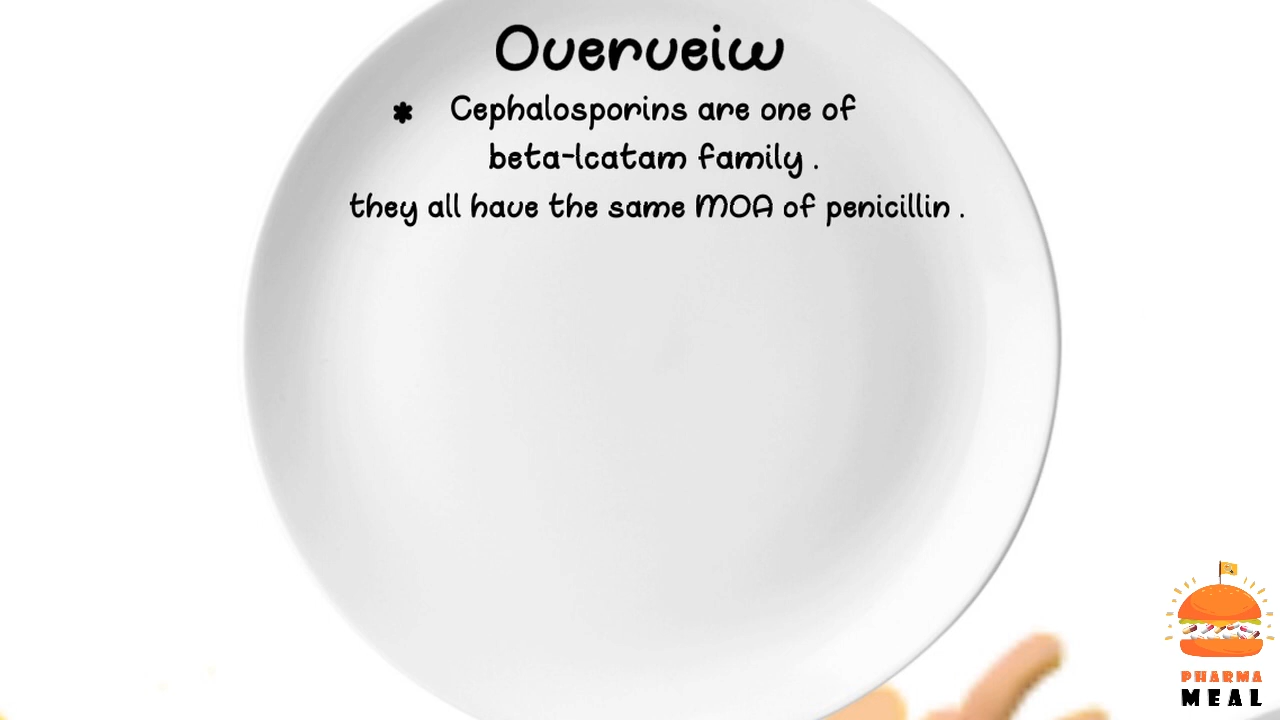 Overveiw
* Cephalosporins are one of
beta-lcatam family .
they all have the same MOA of penicillin .
PHARMA
MEAL